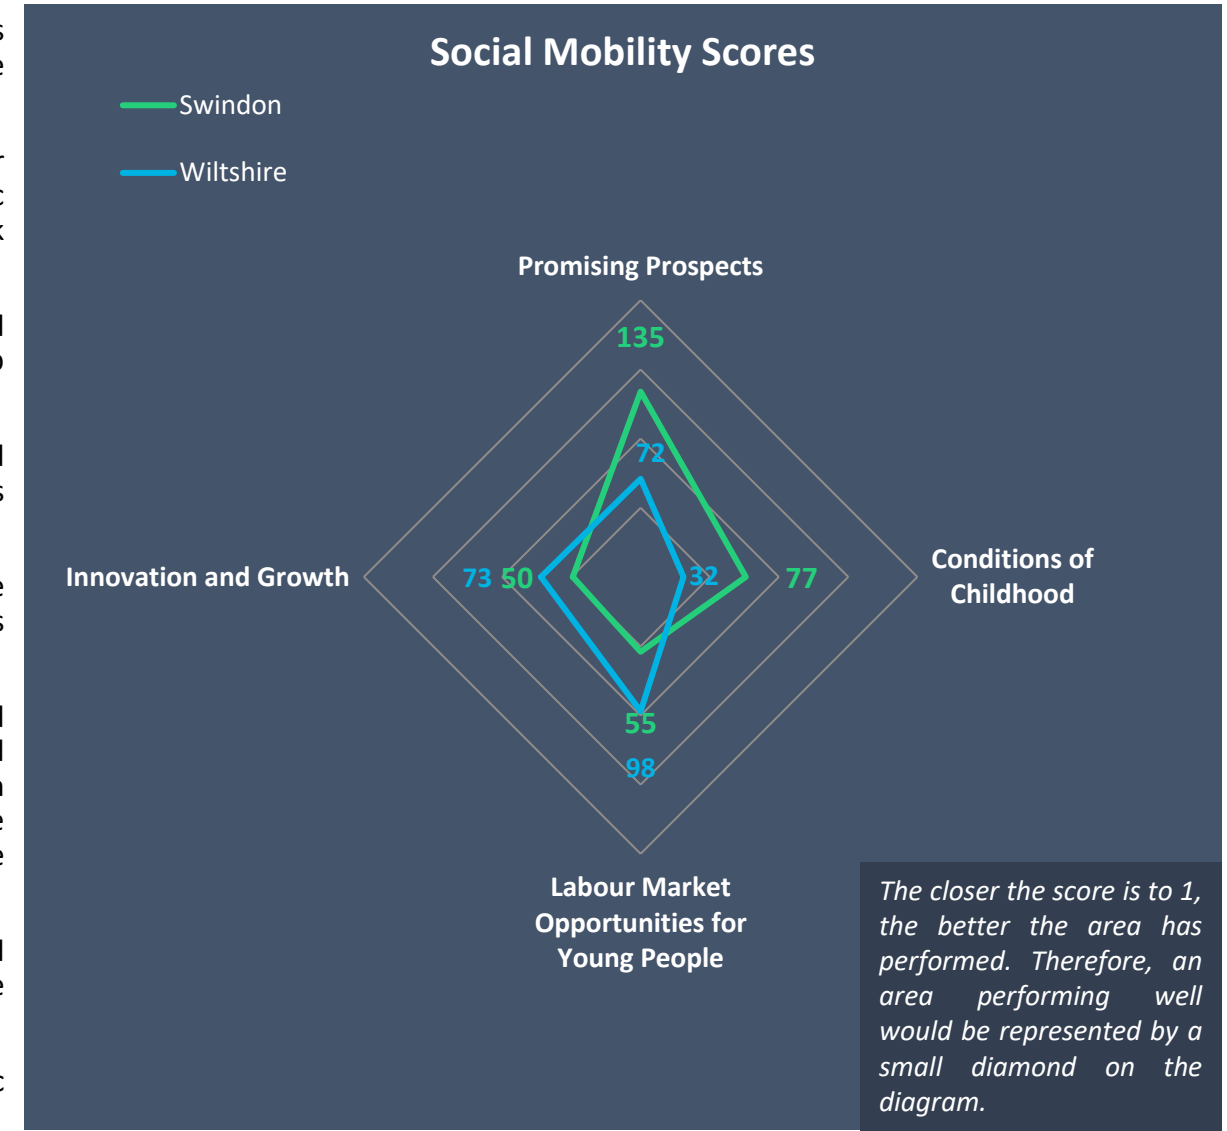 Social Mobility Scores
Swindon
Wiltshire
Promising Prospects
135
72
Innovation and Growth
73
50
32
77
Conditions of
Childhood
55
98
Labour Market
Opportunities for
Young People
The closer the score is to 1,
the better the area has
performed. Therefore, an
area performing well
would be represented by a
small diamond on the
diagram.